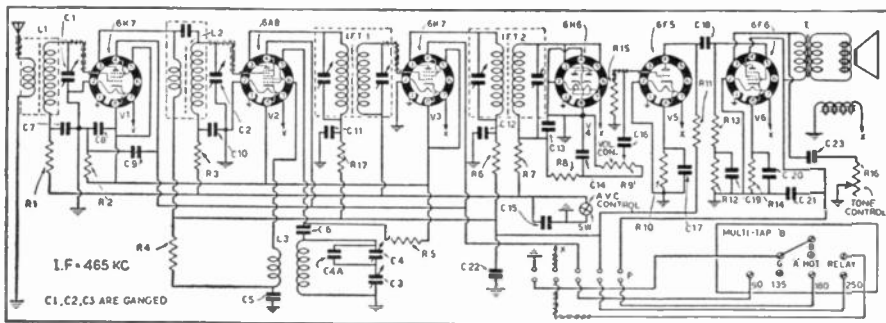 C1 6K7 L2 6A8 IFT 1 6K7 IFT 2 6H6 6F5 C18 6F6 T
L1
R15
V1 V2 V3 V4 V5 V6
X X X X X X
R11 R13
C7 C8 C2 C11 C12 C13 C16 C23
C9 C10 VOL. CON.
R1 R2 R3 R17 R6 R7 R8 R9 R12 C19 R14 C20 R16
C14 R10 C17 C21
A.V.C. CONTROL
C15 SW
TONE CONTROL
R4 L3 C6 R5
C4A C4
C3
C5 C22
X P
MULTI-TAP 'B'
B
G 'A' HOT RELAY
90 135 180 250
I.F = 465 KC
C1, C2, C3 ARE GANGED